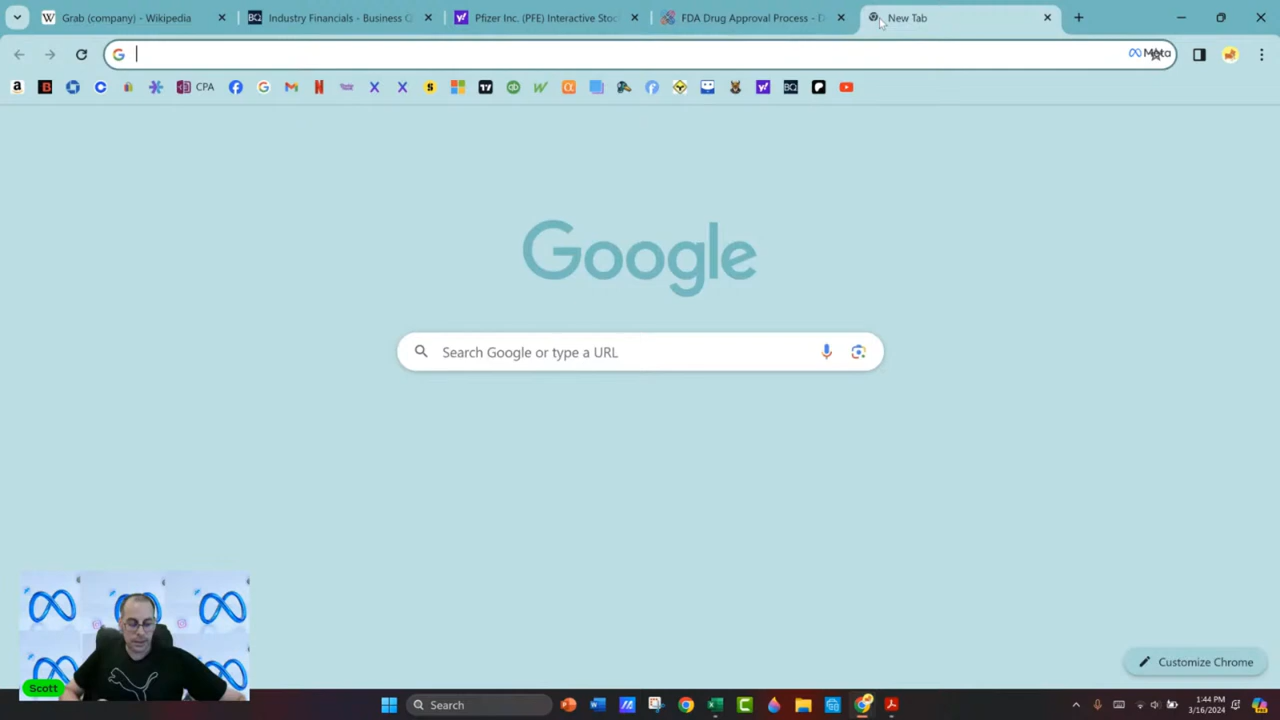 Grab (company) - Wikipedia
Industry Financials - Business Q
Pfizer Inc. (PFE) Interactive Stoc
FDA Drug Approval Process - D
New Tab
Meta
CPA
Google
Search Google or type a URL
Customize Chrome
Scott
Search
1:44 PM
3/16/2024